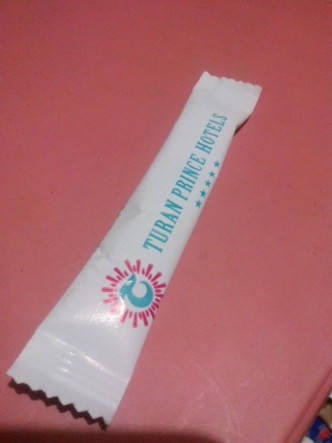 TURAN PRINCE HOTELS
★★★★★